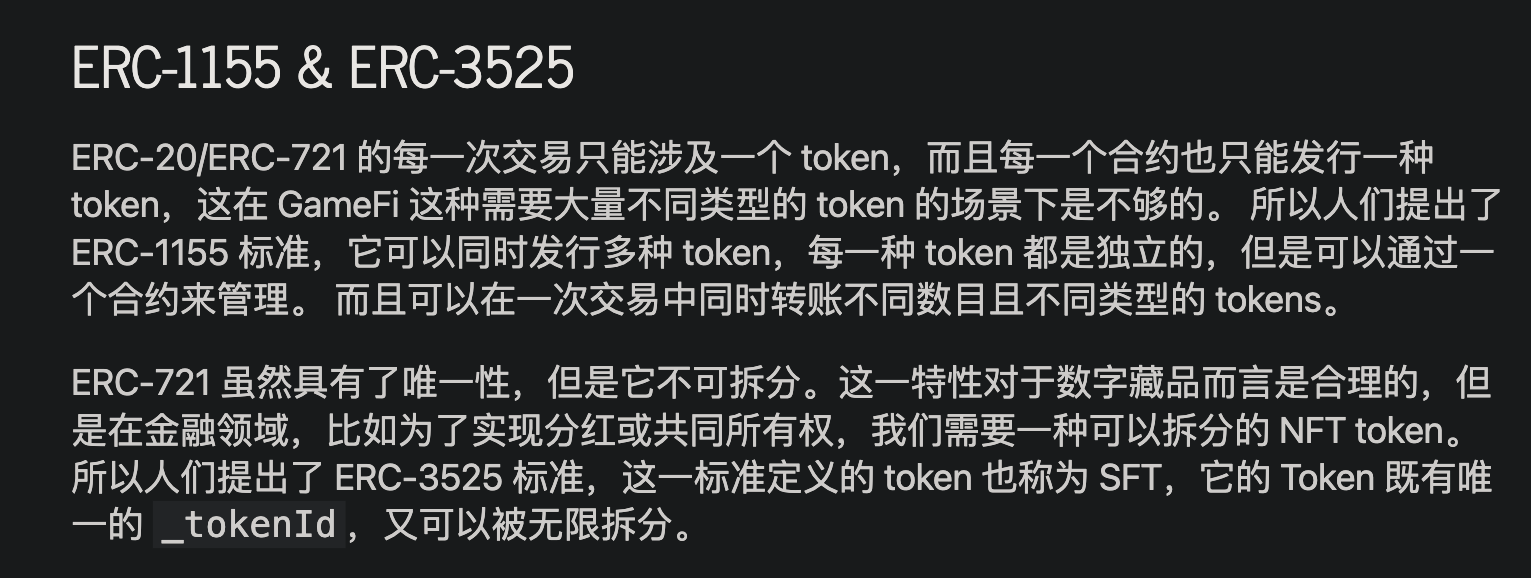 ERC-1155 & ERC-3525
ERC-20/ERC-721 的每一次交易只能涉及一个 token，而且每一个合约也只能发行一种
token，这在 GameFi 这种需要大量不同类型的 token 的场景下是不够的。 所以人们提出了
ERC-1155 标准， 它可以同时发行多种 token，每一种 token 都是独立的，但是可以通过一
个合约来管理。 而且可以在一次交易中同时转账不同数目且不同类型的 tokens。
ERC-721 虽然具有了唯一性，但是它不可拆分。这一特性对于数字藏品而言是合理的，但
是在金融领域，比如为了实现分红或共同所有权，我们需要一种可以拆分的 NFT token。
所以人们提出了 ERC-3525 标准，这一标准定义的 token 也称为 SFT，它的 Token 既有唯
一的 _tokenId，又可以被无限拆分。